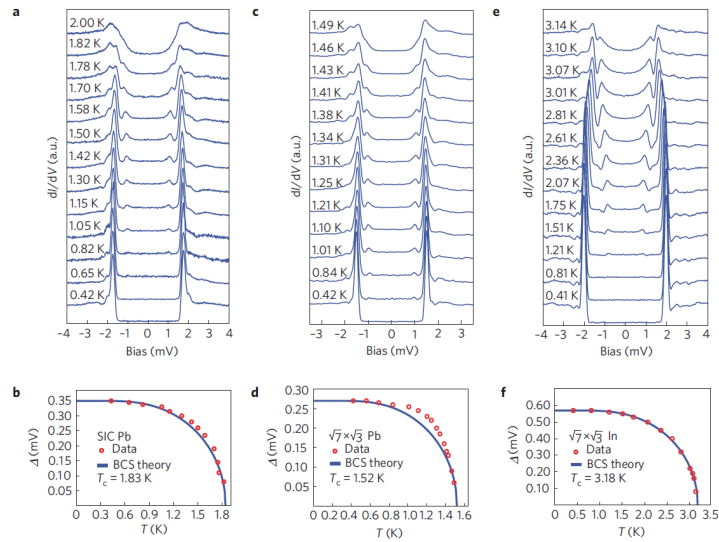 a
2.00 K
1.82 K
1.78 K
1.70 K
1.58 K
1.50 K
1.42 K
1.30 K
1.15 K
1.05 K
0.82 K
0.65 K
0.42 K
dI/dV (a.u.)
-4 -3 -2 -1 0 1 2 3 4
Bias (mV)
c
1.49 K
1.46 K
1.43 K
1.41 K
1.38 K
1.34 K
1.31 K
1.25 K
1.21 K
1.10 K
1.01 K
0.84 K
0.42 K
dI/dV (a.u.)
-3 -2 -1 0 1 2 3
Bias (mV)
e
3.14 K
3.10 K
3.07 K
3.01 K
2.81 K
2.61 K
2.36 K
2.07 K
1.75 K
1.51 K
1.21 K
0.81 K
0.41 K
dI/dV (a.u.)
-4 -3 -2 -1 0 1 2 3 4
Bias (mV)
b
0.35
0.30
0.25
0.20
0.15
0.10
0.05
Δ (mV)
SIC Pb
Data
BCS theory
Tc = 1.83 K
0 0.3 0.6 0.9 1.2 1.5 1.8
T (K)
d
0.30
0.25
0.20
0.15
0.10
0.05
Δ (mV)
√7×√3 Pb
Data
BCS theory
Tc = 1.52 K
0 0.2 0.4 0.6 0.8 1.0 1.2 1.4 1.6
T (K)
f
0.60
0.50
0.40
0.30
0.20
0.10
Δ (mV)
√7×√3 In
Data
BCS theory
Tc = 3.18 K
0 0.5 1.0 1.5 2.0 2.5 3.0 3.5
T (K)